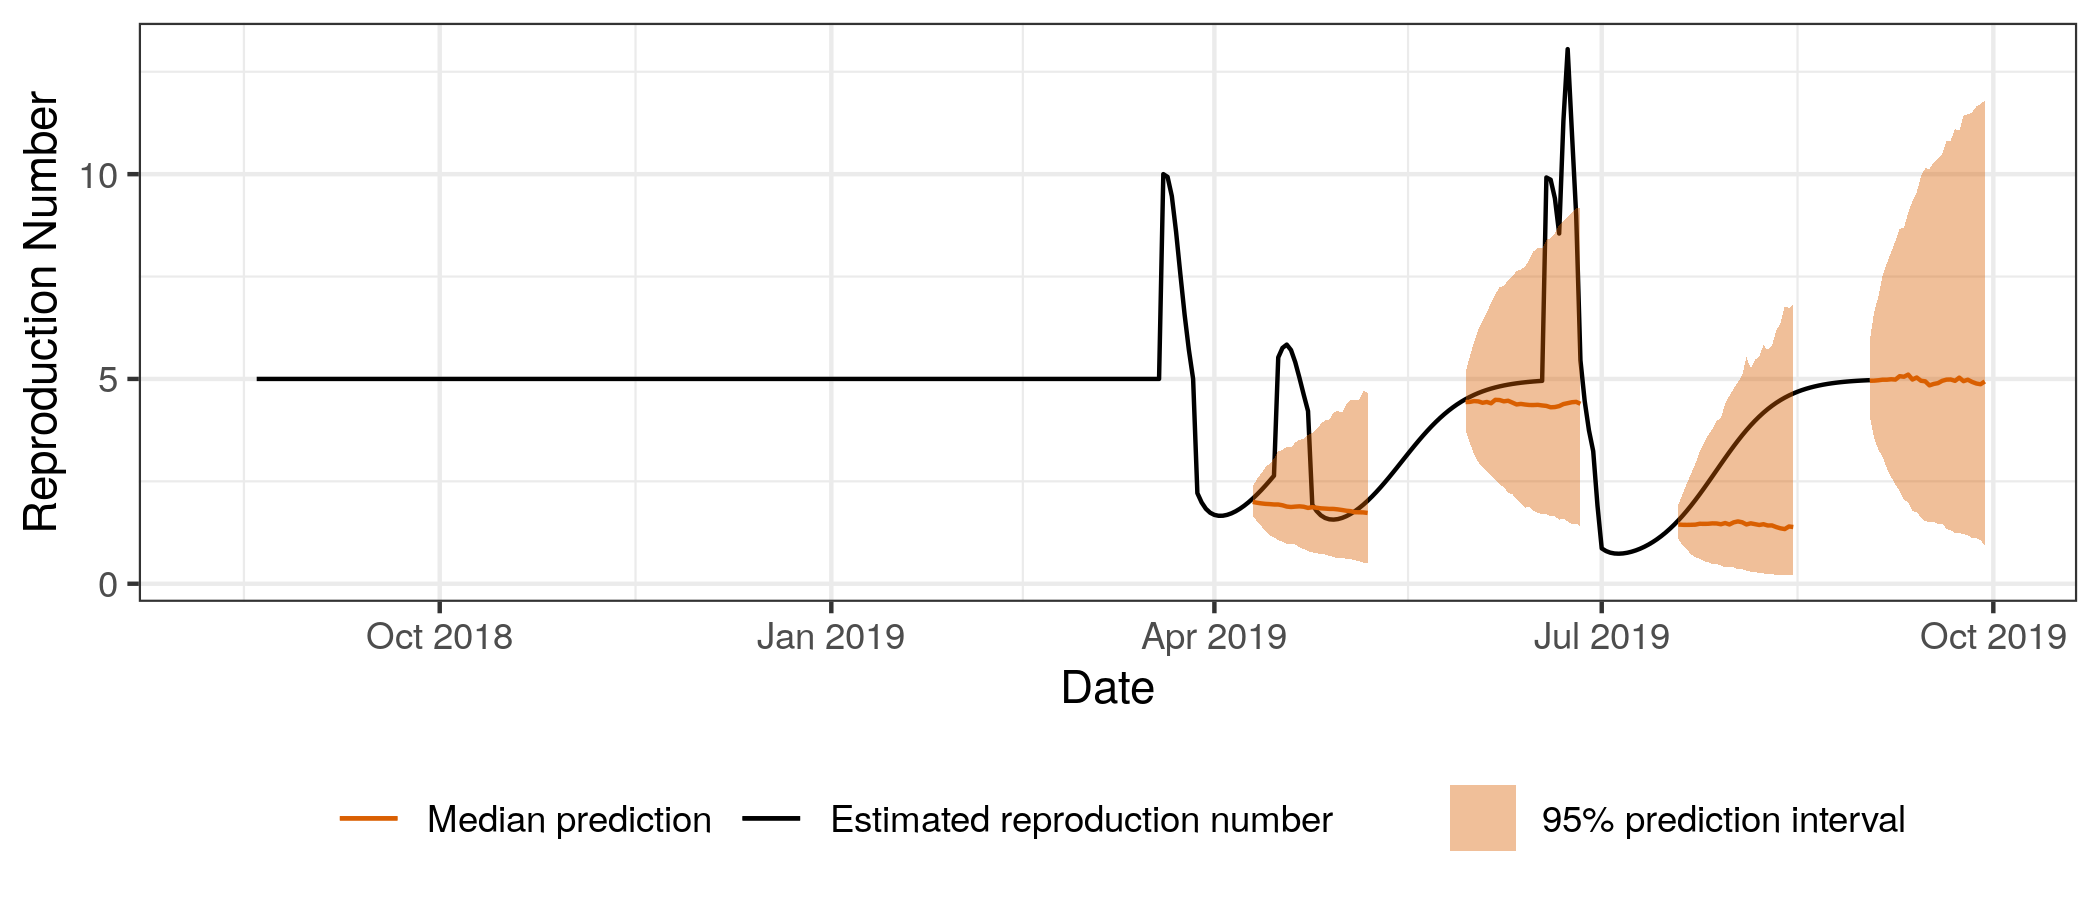 Reproduction Number
10
5
0
Oct 2018 Jan 2019 Apr 2019 Jul 2019 Oct 2019
Date
Median prediction Estimated reproduction number 95% prediction interval